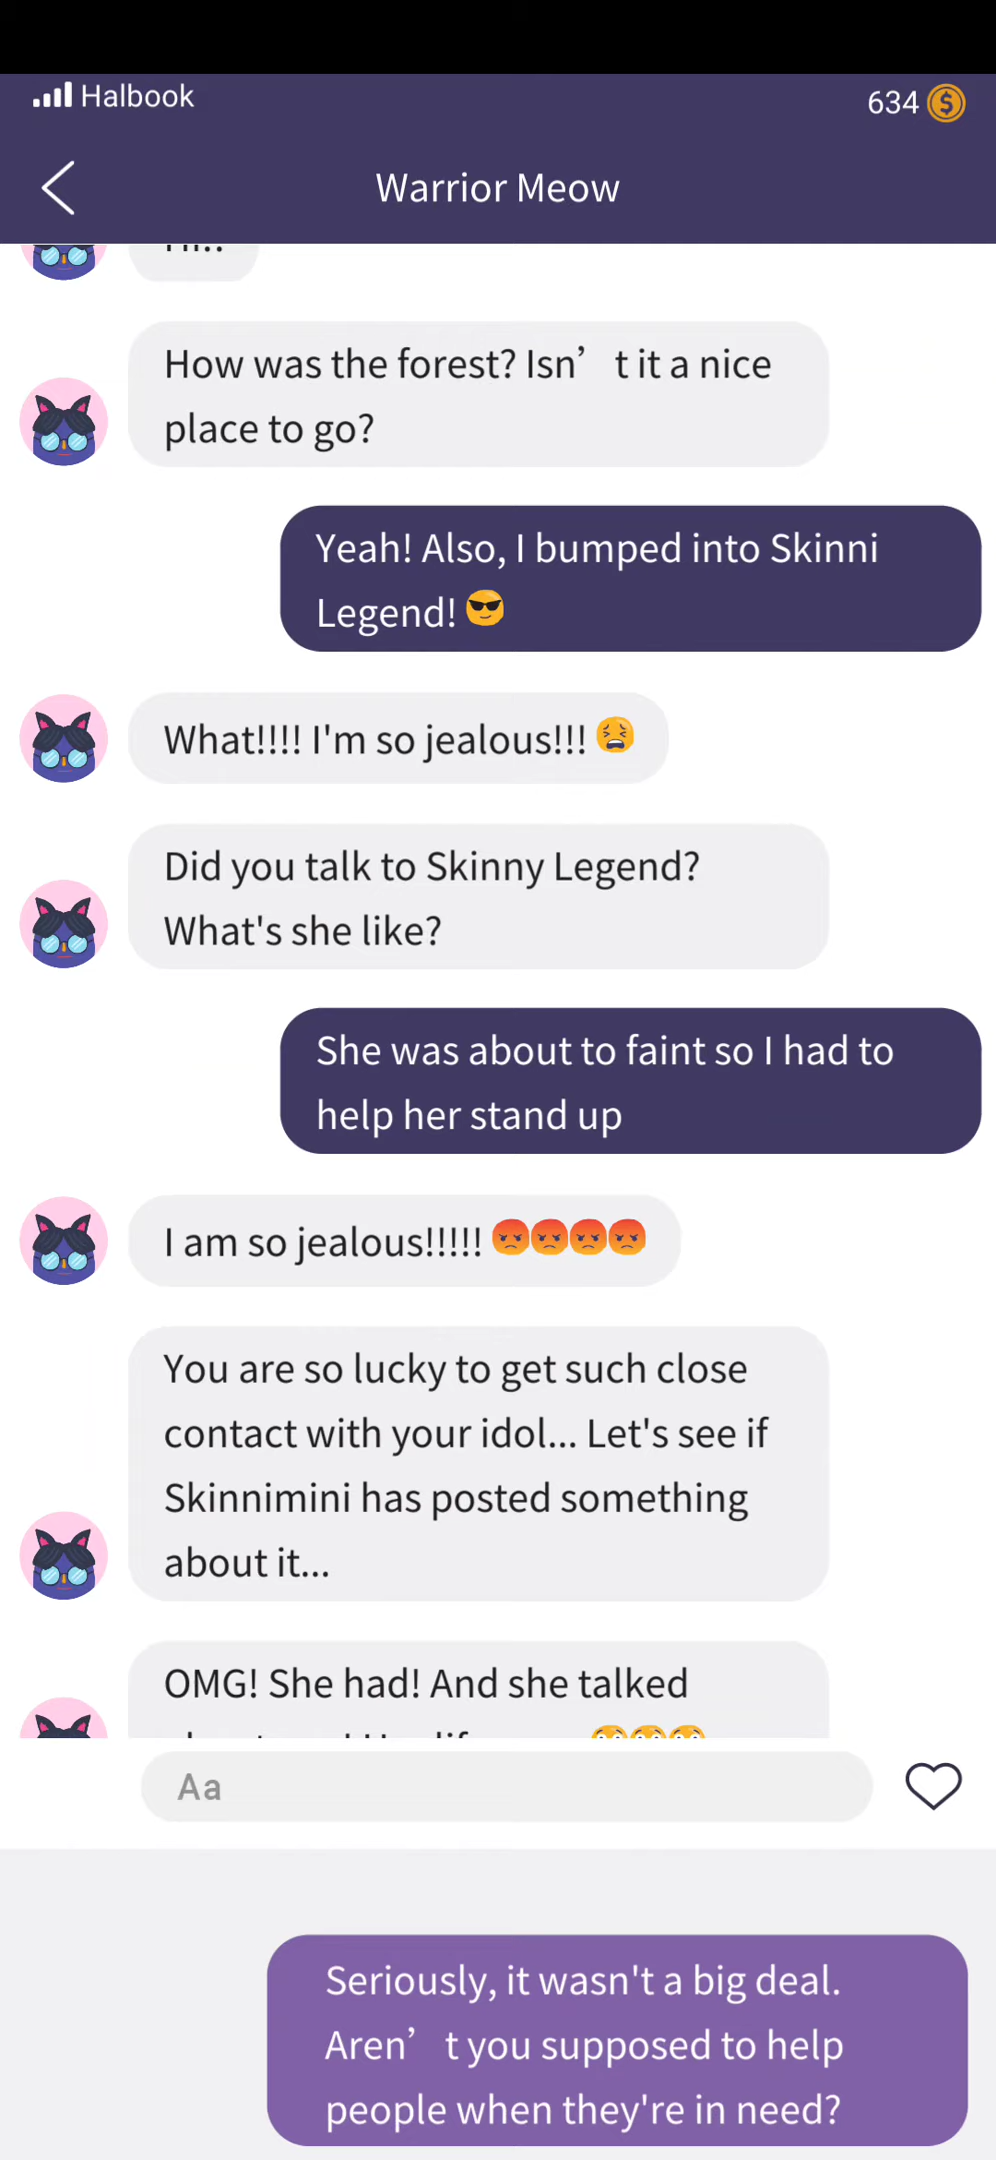 Halbook
634
Warrior Meow
How was the forest? Isn’ t it a nice
place to go?
Yeah! Also, I bumped into Skinni
Legend! 😎
What!!!! I'm so jealous!!! 😫
Did you talk to Skinny Legend?
What's she like?
She was about to faint so I had to
help her stand up
I am so jealous!!!!! 😡😡😡😡
You are so lucky to get such close
contact with your idol... Let's see if
Skinnimini has posted something
about it...
OMG! She had! And she talked
Aa
Seriously, it wasn't a big deal.
Aren’ t you supposed to help
people when they're in need?